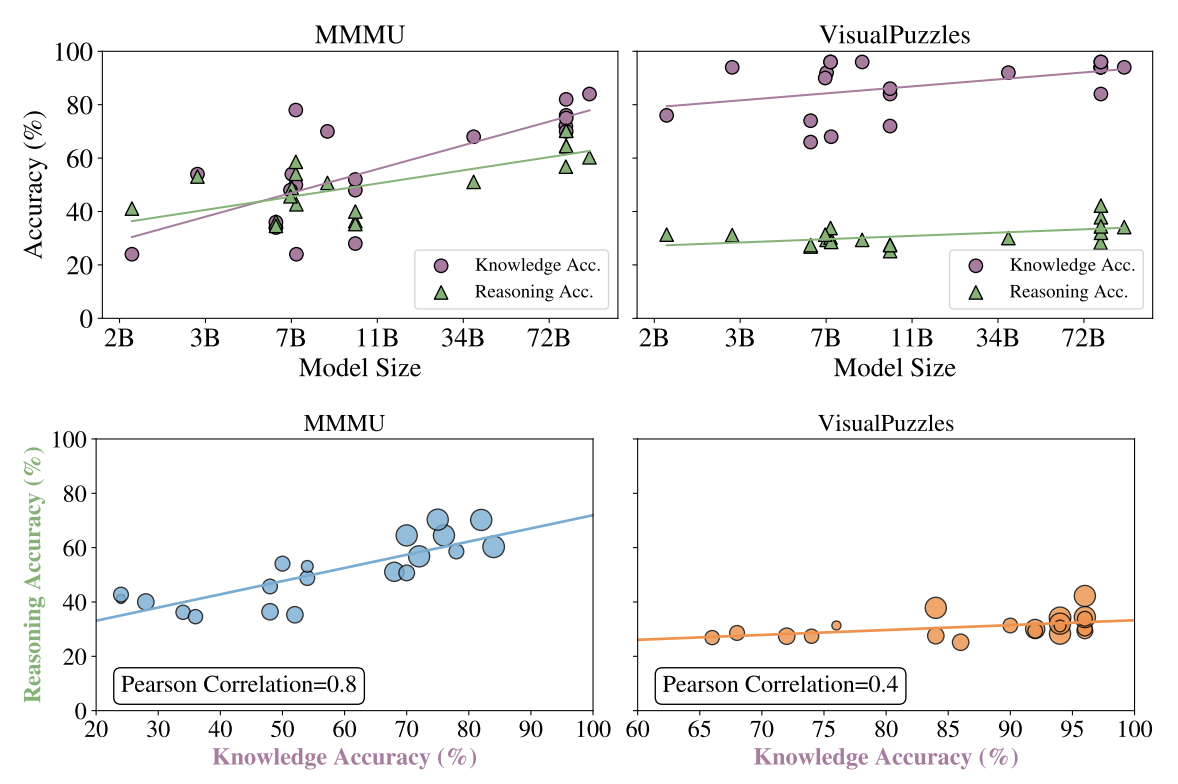 MMMU
VisualPuzzles
Accuracy (%)
100
80
60
40
20
0
Knowledge Acc.
Reasoning Acc.
Knowledge Acc.
Reasoning Acc.
2B 3B 7B 11B 34B 72B
2B 3B 7B 11B 34B 72B
Model Size
Model Size
MMMU
VisualPuzzles
Reasoning Accuracy (%)
100
80
60
40
20
0
Pearson Correlation=0.8
Pearson Correlation=0.4
20 30 40 50 60 70 80 90 100
60 65 70 75 80 85 90 95 100
Knowledge Accuracy (%)
Knowledge Accuracy (%)